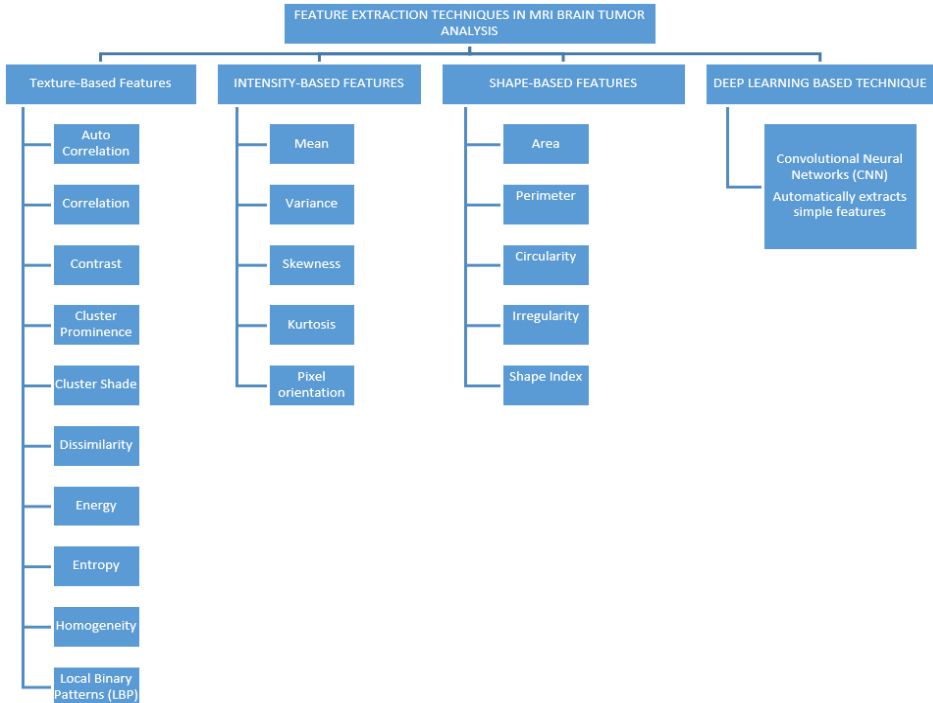 FEATURE EXTRACTION TECHNIQUES IN MRI BRAIN TUMOR
ANALYSIS
Texture-Based Features
Auto
Correlation
Correlation
Contrast
Cluster
Prominence
Cluster Shade
Dissimilarity
Energy
Entropy
Homogeneity
Local Binary
Patterns (LBP)
INTENSITY-BASED FEATURES
Mean
Variance
Skewness
Kurtosis
Pixel
orientation
SHAPE-BASED FEATURES
Area
Perimeter
Circularity
Irregularity
Shape Index
DEEP LEARNING BASED TECHNIQUE
Convolutional Neural
Networks (CNN)
Automatically extracts
simple features